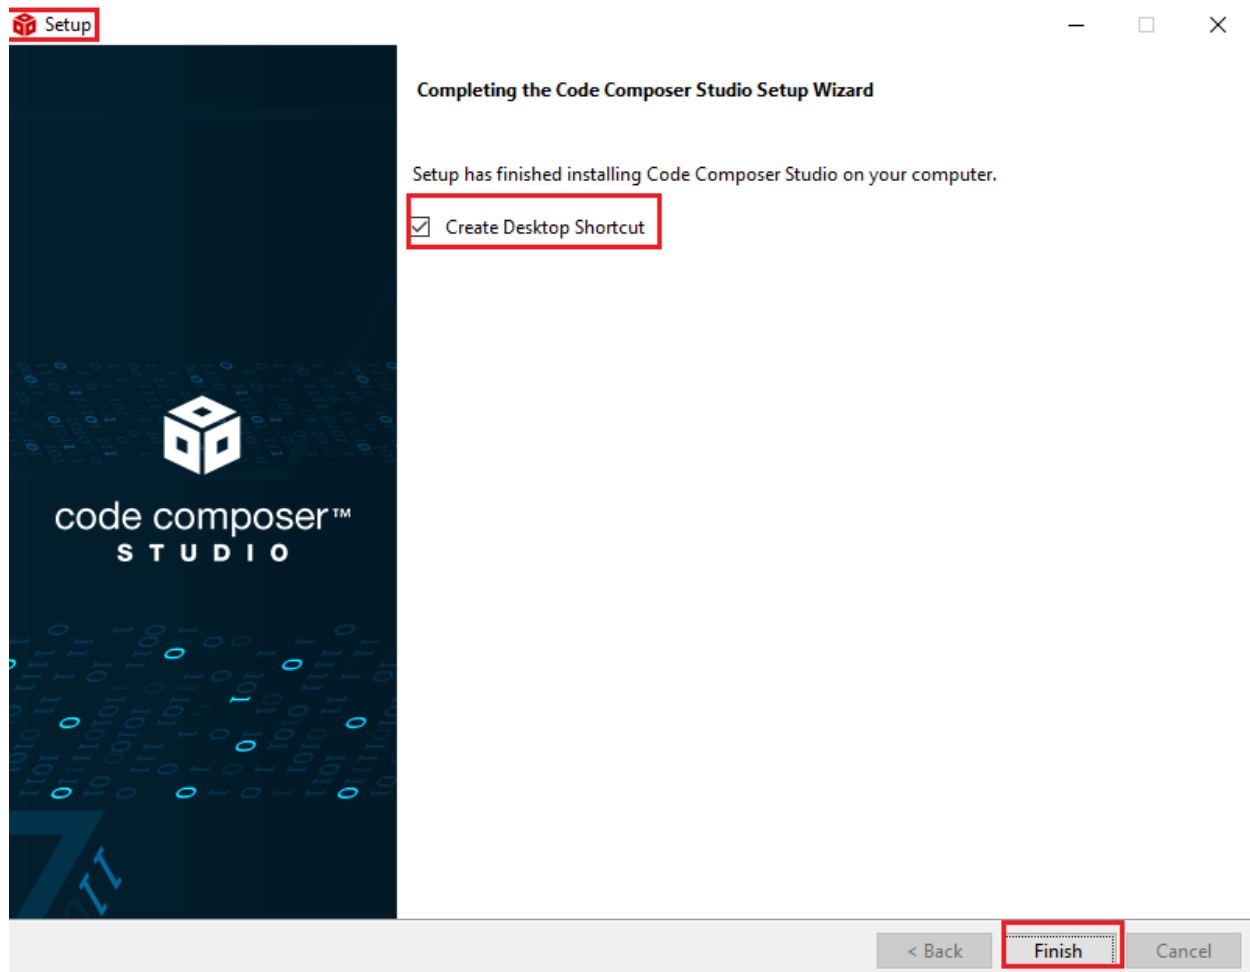 Setup
Completing the Code Composer Studio Setup Wizard
Setup has finished installing Code Composer Studio on your computer.
Create Desktop Shortcut
code composer™
STUDIO
< Back
Finish
Cancel